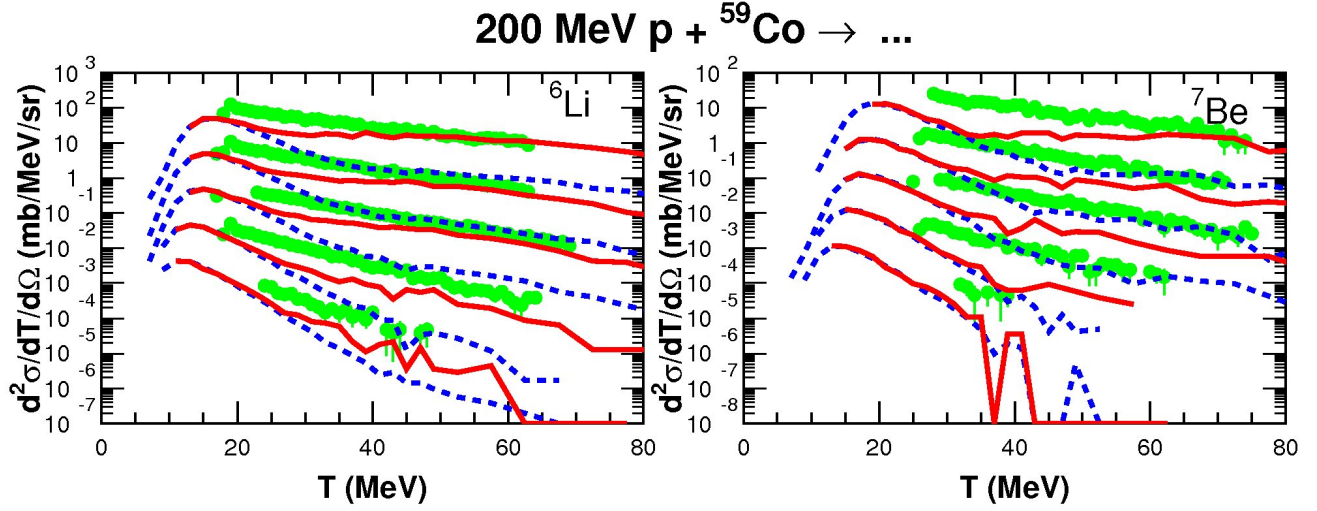 200 MeV p + ⁵⁹Co → ...
d²σ/dT/dΩ (mb/MeV/sr)
10³
10²
10
1
10⁻¹
10⁻²
10⁻³
10⁻⁴
10⁻⁵
10⁻⁶
10⁻⁷
⁶Li
0 20 40 60 80
T (MeV)
d²σ/dT/dΩ (mb/MeV/sr)
10²
10
1
10⁻¹
10⁻²
10⁻³
10⁻⁴
10⁻⁵
10⁻⁶
10⁻⁷
10⁻⁸
⁷Be
0 20 40 60 80
T (MeV)